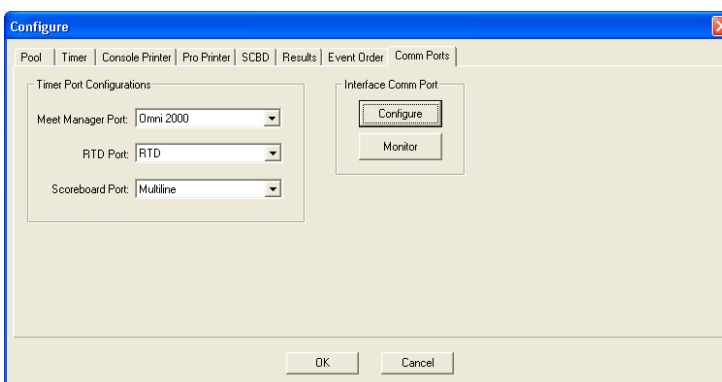 Configure
Pool Timer Console Printer Pro Printer SCBD Results Event Order Comm Ports
Timer Port Configurations
Meet Manager Port: Omni 2000
RTD Port: RTD
Scoreboard Port: Multiline
Interface Comm Port
Configure
Monitor
OK Cancel